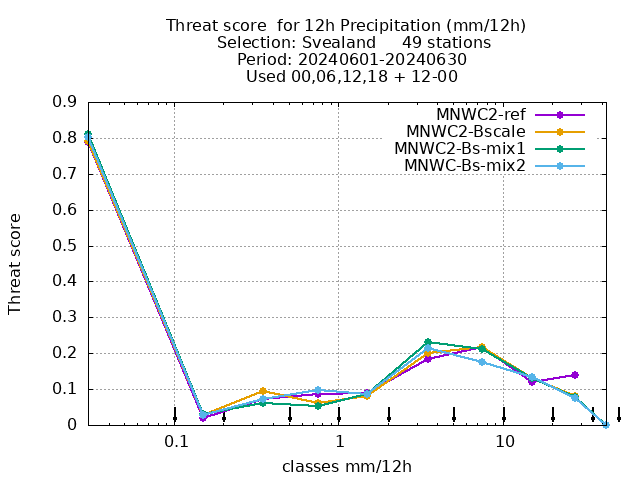 Threat score  for 12h Precipitation (mm/12h)
Selection: Svealand     49 stations
Period: 20240601-20240630
Used 00,06,12,18 + 12-00
MNWC2-ref
MNWC2-Bscale
MNWC2-Bs-mix1
MNWC-Bs-mix2
Threat score
0.9
0.8
0.7
0.6
0.5
0.4
0.3
0.2
0.1
0
0.1 1 10
classes mm/12h